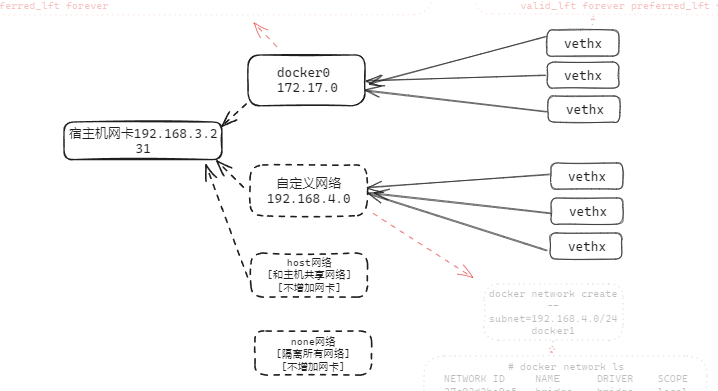 ferred_lft forever
valid_lft forever preferred_lft
docker0
172.17.0
vethx
vethx
vethx
宿主机网卡192.168.3.2
31
自定义网络
192.168.4.0
vethx
vethx
vethx
host网络
[和主机共享网络]
[不增加网卡]
docker network create
--
subnet=192.168.4.0/24
docker1
none网络
[隔离所有网络]
[不增加网卡]
# docker network ls
NETWORK ID NAME DRIVER SCOPE